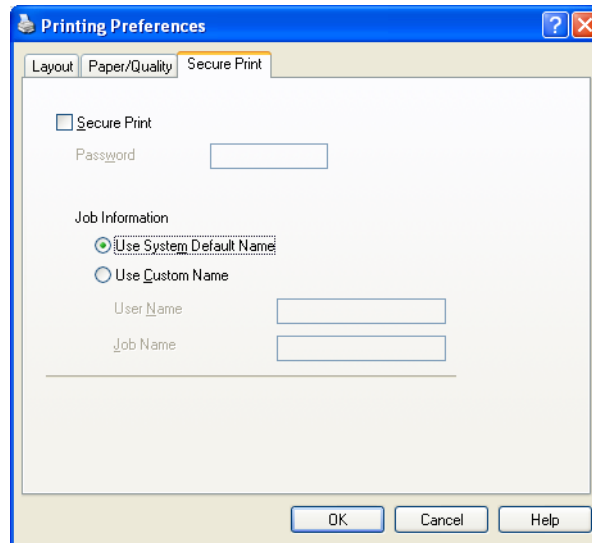 Printing Preferences
Layout Paper/Quality Secure Print
Secure Print
Password
Job Information
Use System Default Name
Use Custom Name
User Name
Job Name
OK Cancel Help